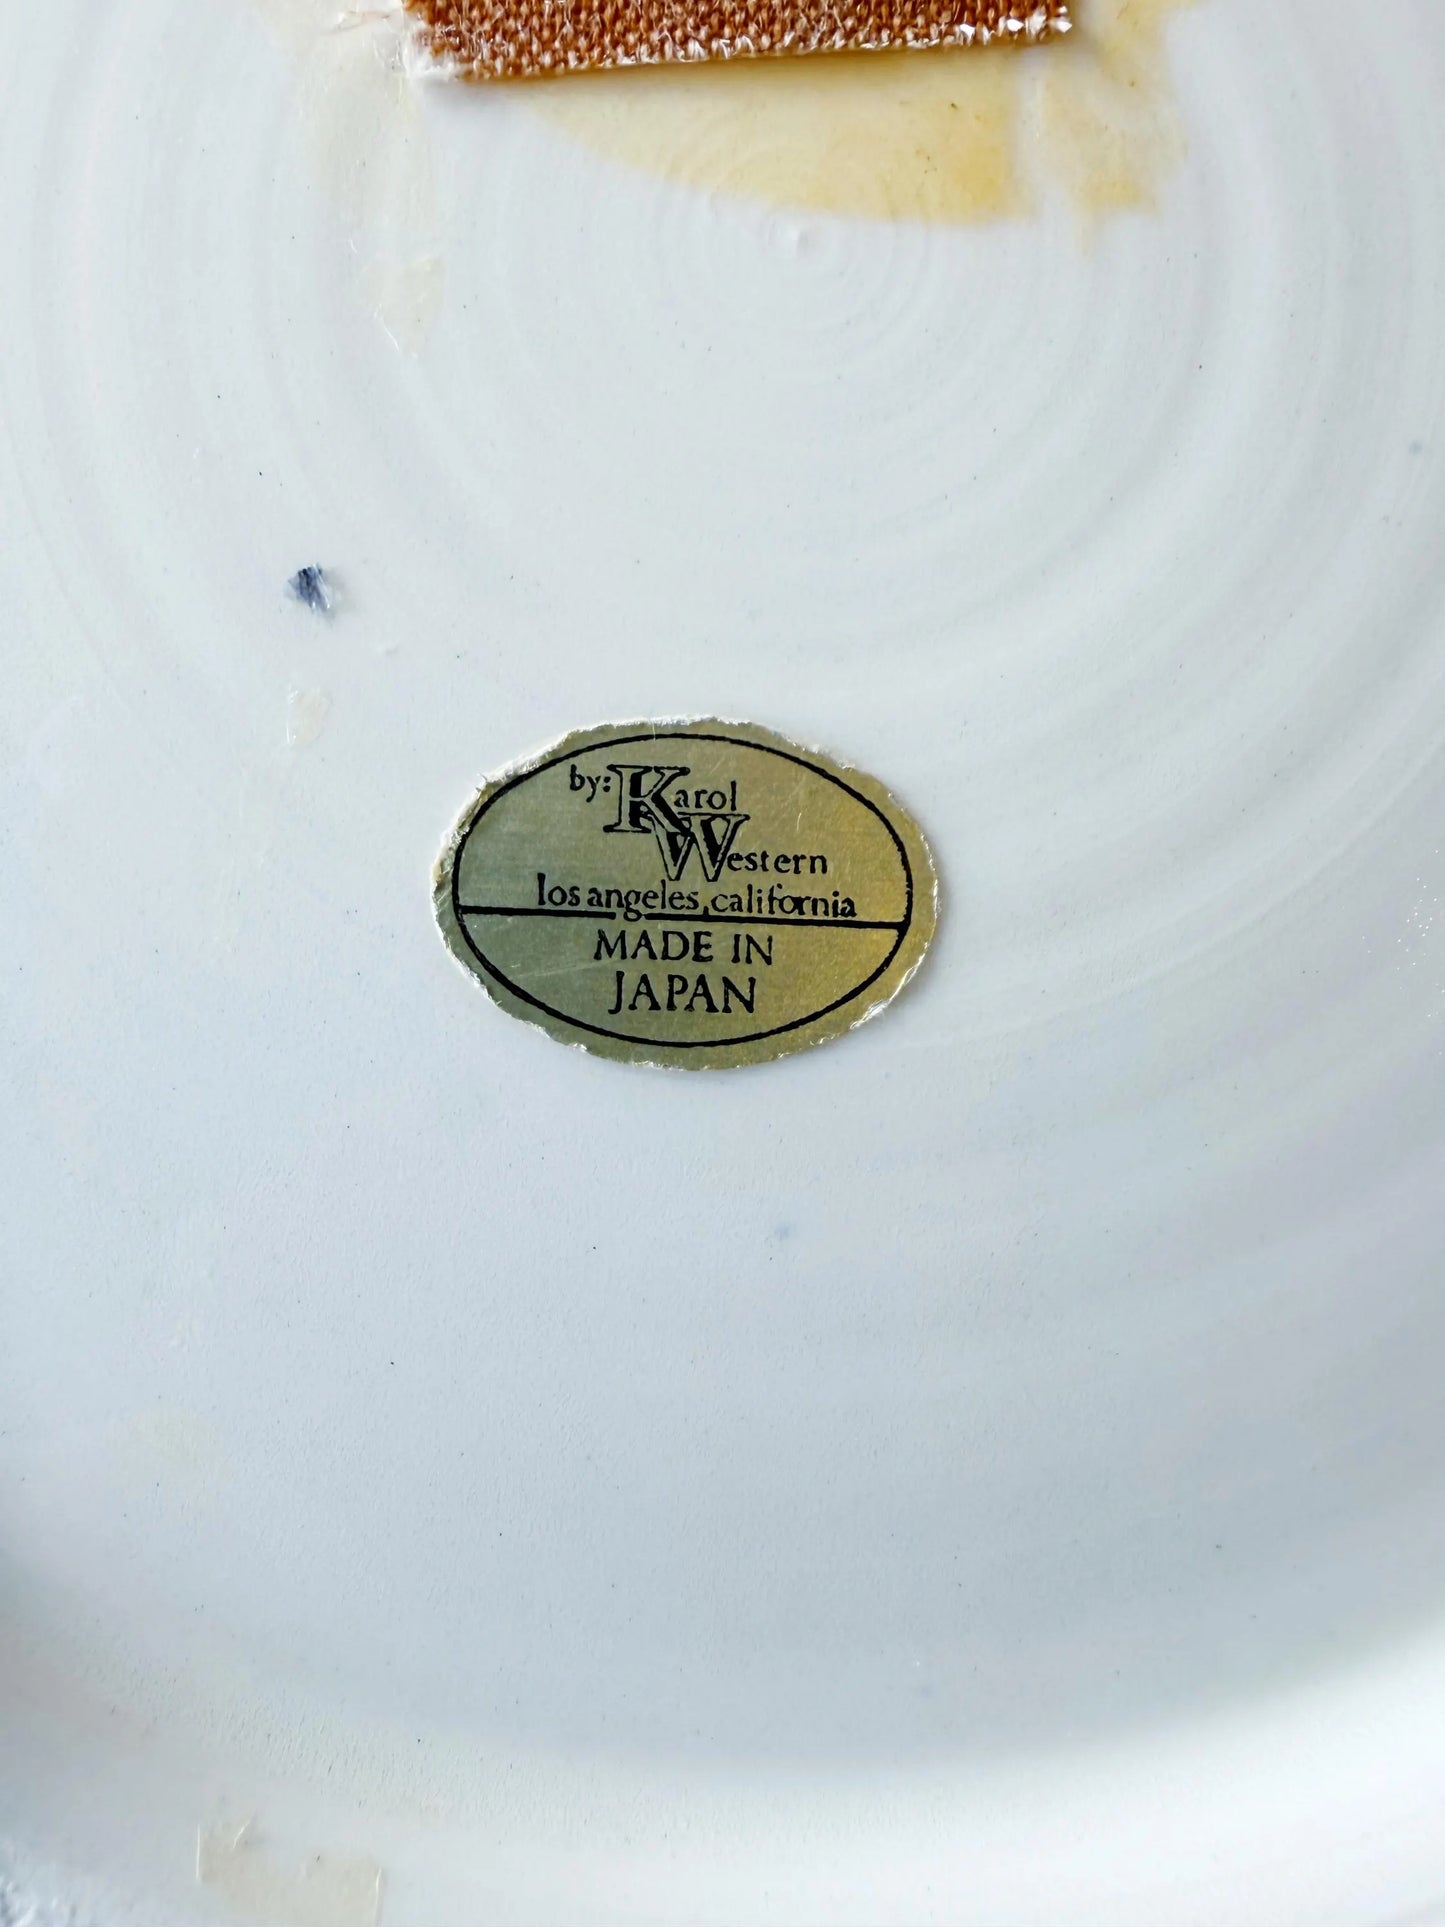 by: Karol
Western
los angeles, california
MADE IN
JAPAN